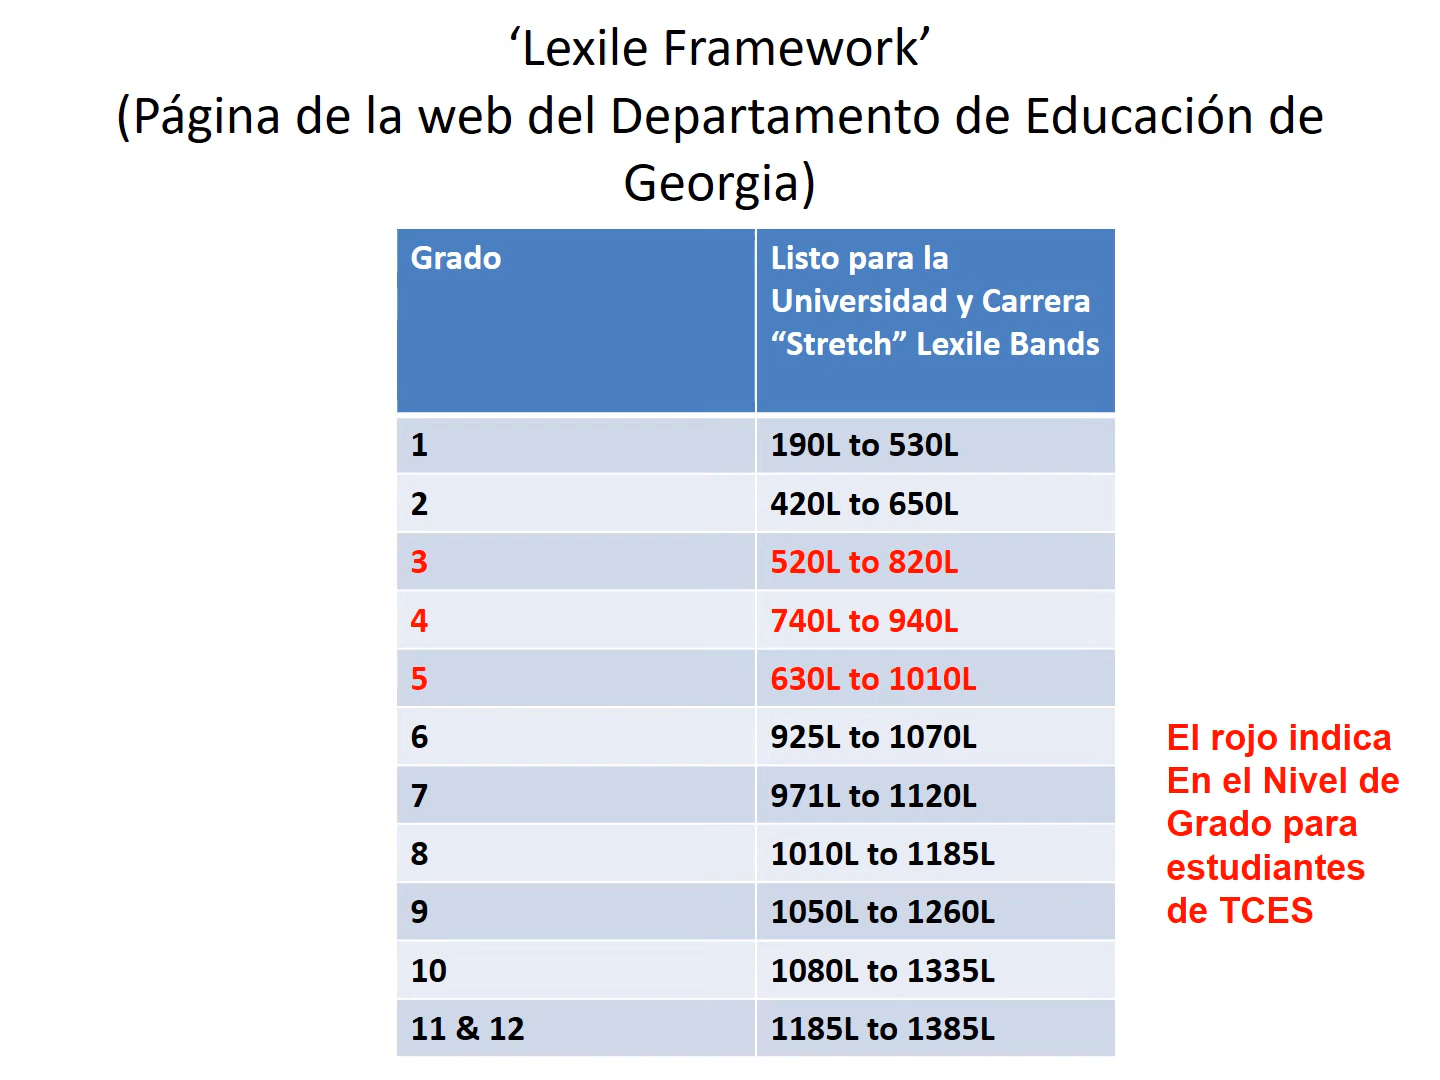 ‘Lexile Framework’
(Página de la web del Departamento de Educación de
Georgia)
Grado
Listo para la
Universidad y Carrera
“Stretch” Lexile Bands
1 190L to 530L
2 420L to 650L
3 520L to 820L
4 740L to 940L
5 630L to 1010L
6 925L to 1070L
7 971L to 1120L
8 1010L to 1185L
9 1050L to 1260L
10 1080L to 1335L
11 & 12 1185L to 1385L
El rojo indica
En el Nivel de
Grado para
estudiantes
de TCES